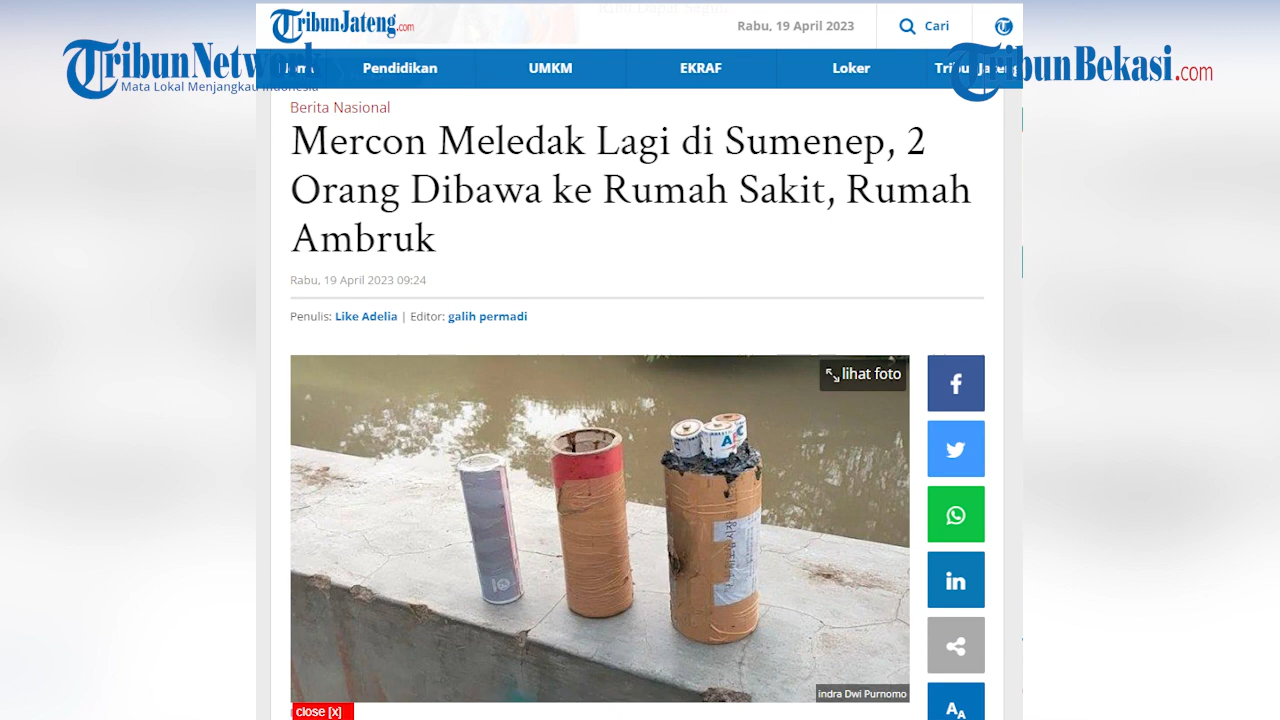 TribunJateng.com
Rabu, 19 April 2023
Cari
TribunNetwork
Mata Lokal Menjangkau Indonesia
Pendidikan
UMKM
EKRAF
Loker
TribunBekasi.com
Berita Nasional
Mercon Meledak Lagi di Sumenep, 2
Orang Dibawa ke Rumah Sakit, Rumah
Ambruk
Rabu, 19 April 2023 09:24
Penulis: Like Adelia | Editor: galih permadi
lihat foto
ABC
indra Dwi Purnomo
close [x]
AA